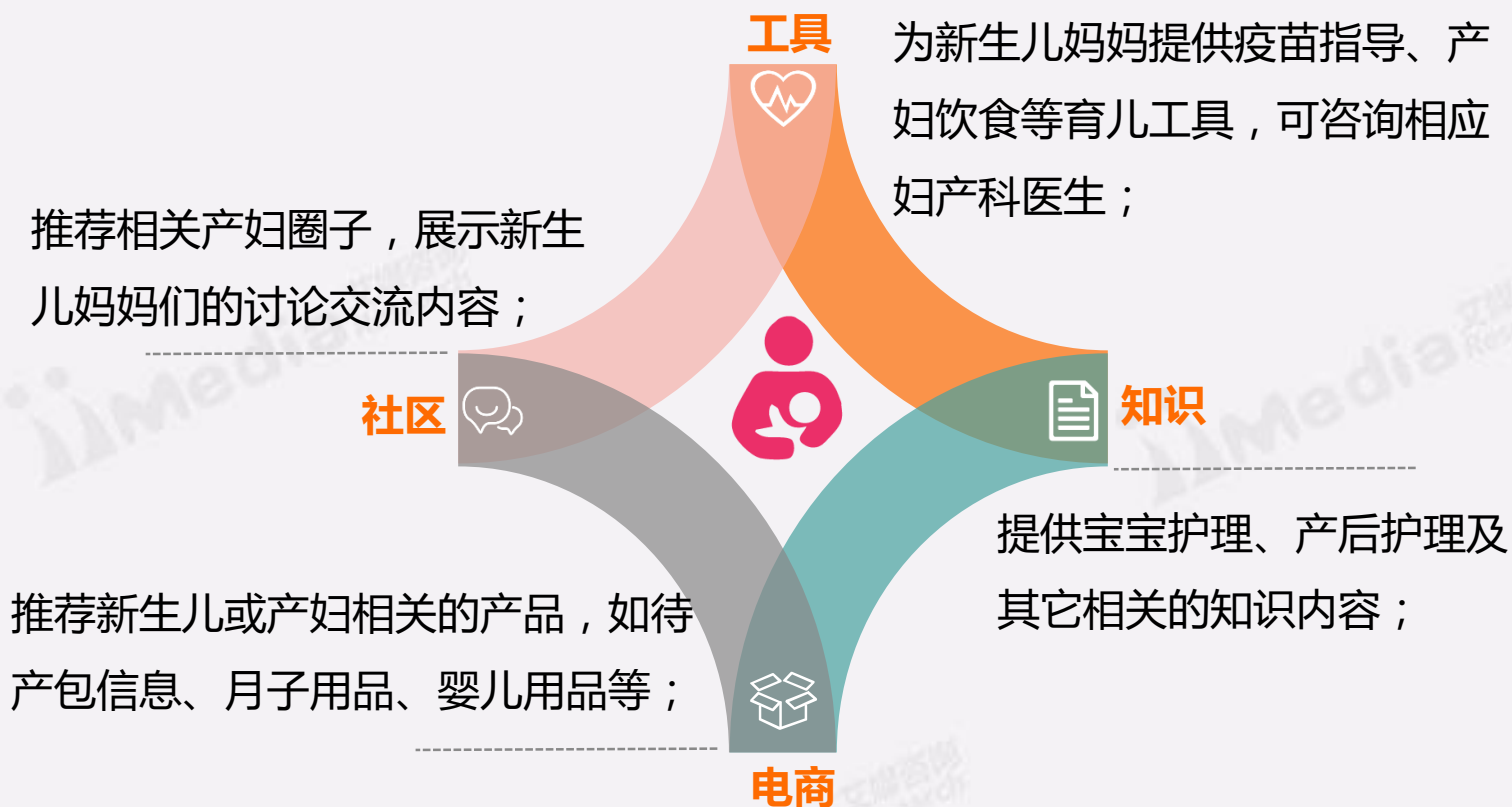 工具
为新生儿妈妈提供疫苗指导、产
妇饮食等育儿工具，可咨询相应
妇产科医生；
推荐相关产妇圈子，展示新生
儿妈妈们的讨论交流内容；
社区
知识
提供宝宝护理、产后护理及
其它相关的知识内容；
推荐新生儿或产妇相关的产品，如待
产包信息、月子用品、婴儿用品等；
电商
iiMedia
iiMedia